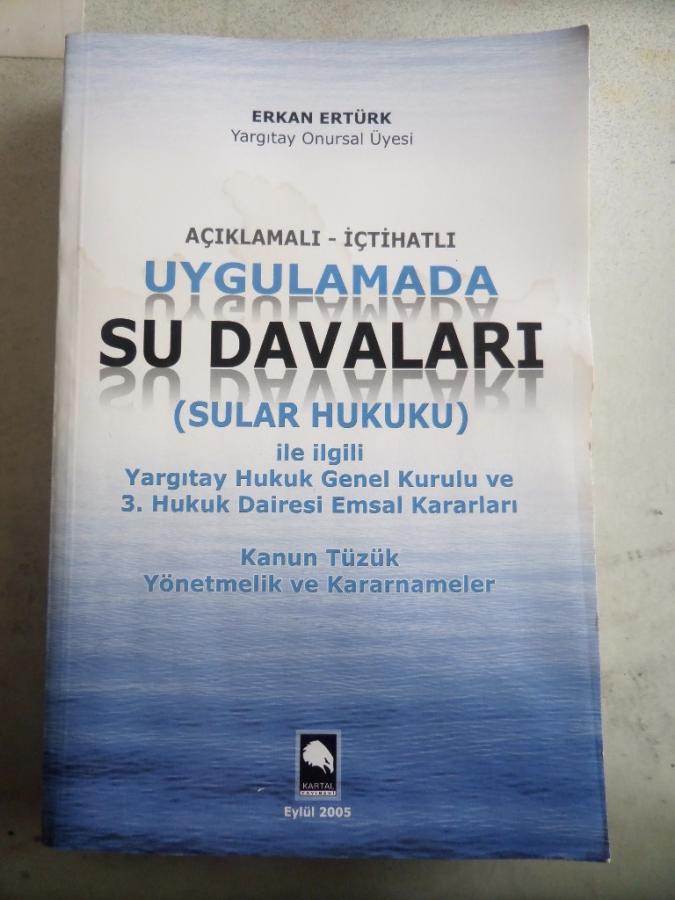 ERKAN ERTÜRK
Yargıtay Onursal Üyesi
AÇIKLAMALI - İÇTİHATLI
UYGULAMADA
SU DAVALARI
(SULAR HUKUKU)
ile ilgili
Yargıtay Hukuk Genel Kurulu ve
3. Hukuk Dairesi Emsal Kararları
Kanun Tüzük
Yönetmelik ve Kararnameler
KARTAL
YAYINEVİ
Eylül 2005